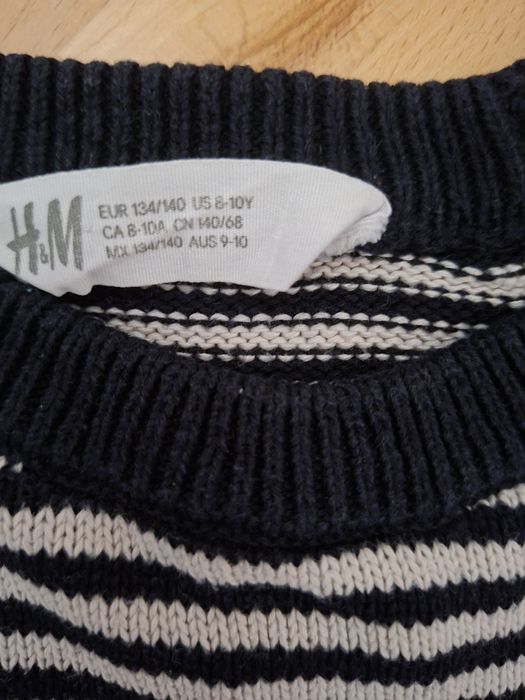 H&M
EUR 134/140 US 8-10Y
CA 8-10A CN 140/68
MX 134/140 AUS 9-10